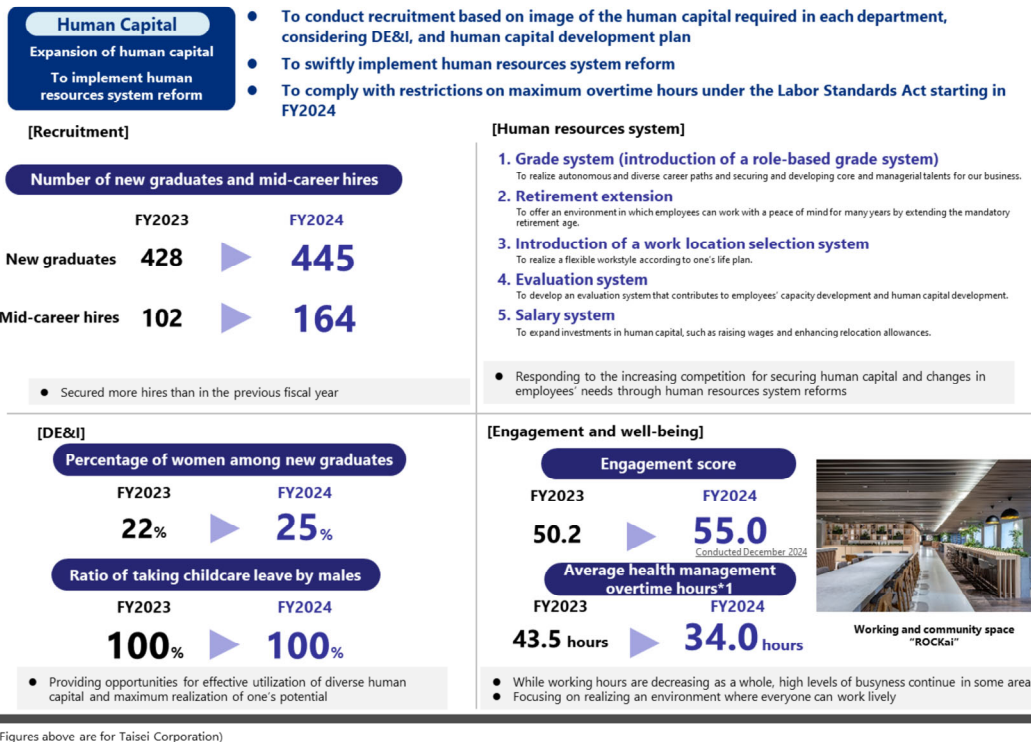 Human Capital
Expansion of human capital
To implement human
resources system reform
● To conduct recruitment based on image of the human capital required in each department,
considering DE&I, and human capital development plan
● To swiftly implement human resources system reform
● To comply with restrictions on maximum overtime hours under the Labor Standards Act starting in
FY2024
[Recruitment]
Number of new graduates and mid-career hires
FY2023 FY2024
New graduates 428 445
Mid-career hires 102 164
● Secured more hires than in the previous fiscal year
[Human resources system]
1. Grade system (introduction of a role-based grade system)
To realize autonomous and diverse career paths and securing and developing core and managerial talents for our business.
2. Retirement extension
To offer an environment in which employees can work with a peace of mind for many years by extending the mandatory
retirement age.
3. Introduction of a work location selection system
To realize a flexible workstyle according to one's life plan.
4. Evaluation system
To develop an evaluation system that contributes to employees' capacity development and human capital development.
5. Salary system
To expand investments in human capital, such as raising wages and enhancing relocation allowances.
● Responding to the increasing competition for securing human capital and changes in
employees' needs through human resources system reforms
[DE&I]
Percentage of women among new graduates
FY2023 FY2024
22% 25%
Ratio of taking childcare leave by males
FY2023 FY2024
100% 100%
● Providing opportunities for effective utilization of diverse human
capital and maximum realization of one's potential
[Engagement and well-being]
Engagement score
FY2023 FY2024
50.2 55.0
Conducted December 2024
Average health management
overtime hours*1
FY2023 FY2024
43.5 hours 34.0 hours
Working and community space
"ROCKai"
● While working hours are decreasing as a whole, high levels of busyness continue in some area
● Focusing on realizing an environment where everyone can work lively
Figures above are for Taisei Corporation)